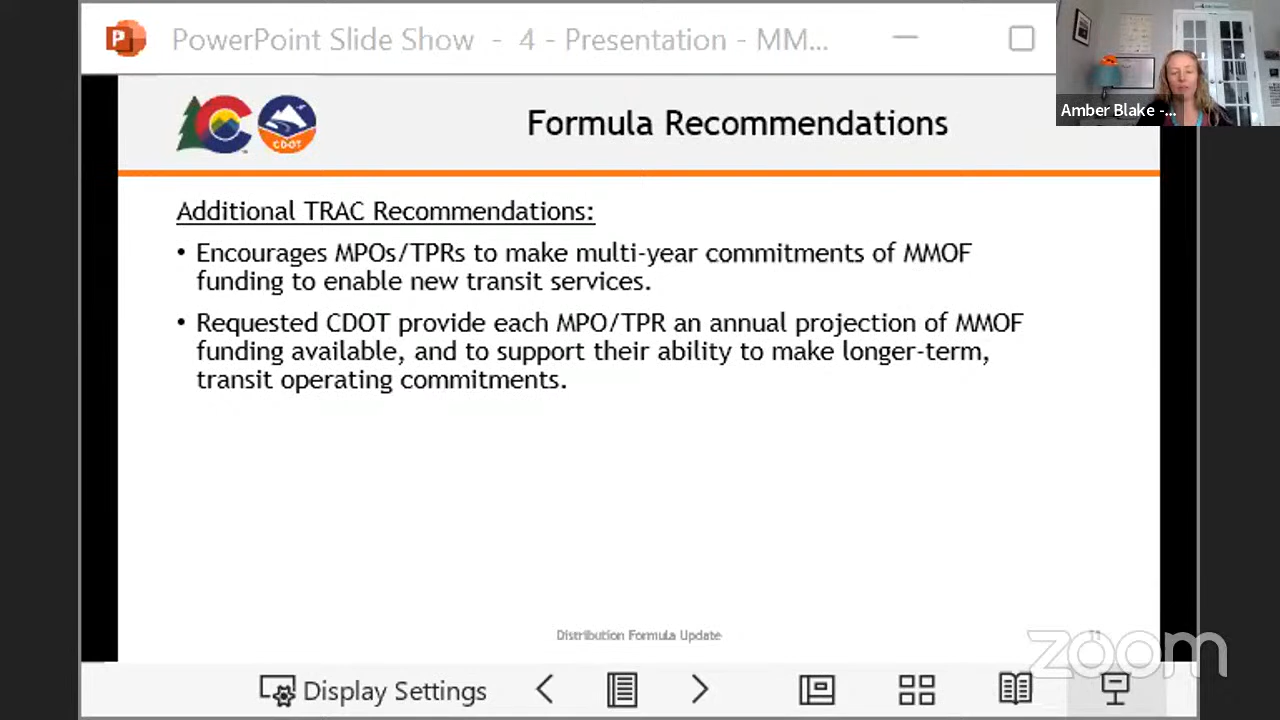 PowerPoint Slide Show - 4 - Presentation - MM...
Amber Blake -...
CDOT
Formula Recommendations
Additional TRAC Recommendations:
• Encourages MPOs/TPRs to make multi-year commitments of MMOF
funding to enable new transit services.
• Requested CDOT provide each MPO/TPR an annual projection of MMOF
funding available, and to support their ability to make longer-term,
transit operating commitments.
Distribution Formula Update
zoom
Display Settings